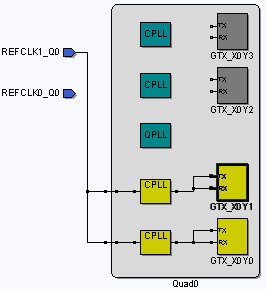 CPLL
TX
RX
GTX_X0Y3
REFCLK1_Q0
CPLL
TX
RX
GTX_X0Y2
REFCLK0_Q0
QPLL
CPLL
TX
RX
GTX_X0Y1
CPLL
TX
RX
GTX_X0Y0
Quad0